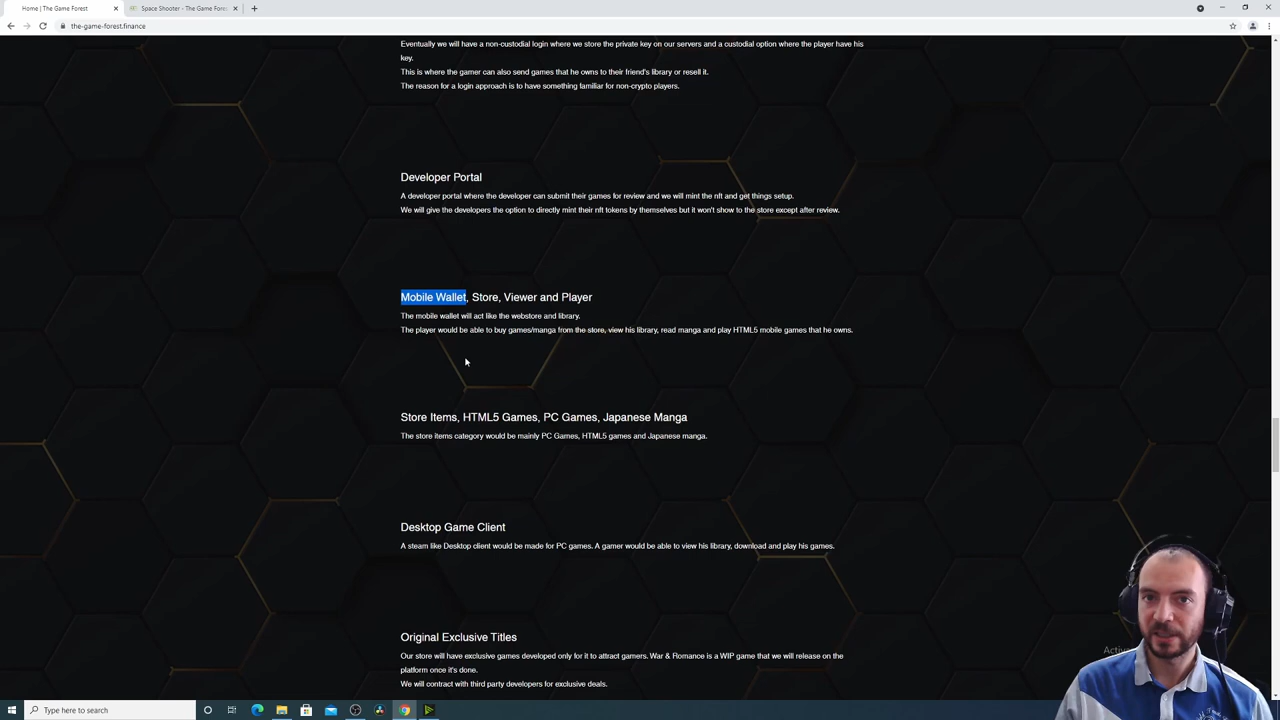 Home | The Game Forest
Space Shooter - The Game Fores
the-game-forest.finance
Eventually we will have a non-custodial login where we store the private key on our servers and a custodial option where the player have his
key.
This is where the gamer can also send games that he owns to their friend's library or resell it.
The reason for a login approach is to have something familiar for non-crypto players.
Developer Portal
A developer portal where the developer can submit their games for review and we will mint the nft and get things setup.
We will give the developers the option to directly mint their nft tokens by themselves but it won't show to the store except after review.
Mobile Wallet, Store, Viewer and Player
The mobile wallet will act like the webstore and library.
The player would be able to buy games/manga from the store, view his library, read manga and play HTML5 mobile games that he owns.
Store Items, HTML5 Games, PC Games, Japanese Manga
The store items category would be mainly PC Games, HTML5 games and Japanese manga.
Desktop Game Client
A steam like Desktop client would be made for PC games. A gamer would be able to view his library, download and play his games.
Original Exclusive Titles
Our store will have exclusive games developed only for it to attract gamers. War & Romance is a WIP game that we will release on the
platform once it's done.
We will contract with third party developers for exclusive deals.
Type here to search